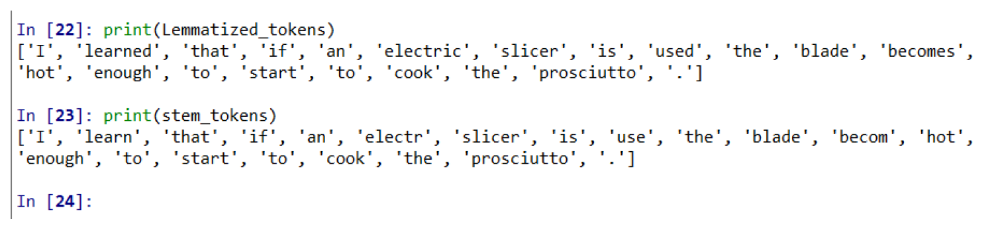 In [22]: print(Lemmatized_tokens)
['I', 'learned', 'that', 'if', 'an', 'electric', 'slicer', 'is', 'used', 'the', 'blade', 'becomes',
'hot', 'enough', 'to', 'start', 'to', 'cook', 'the', 'prosciutto', '.']
In [23]: print(stem_tokens)
['I', 'learn', 'that', 'if', 'an', 'electr', 'slicer', 'is', 'use', 'the', 'blade', 'becom', 'hot',
'enough', 'to', 'start', 'to', 'cook', 'the', 'prosciutto', '.']
In [24]: